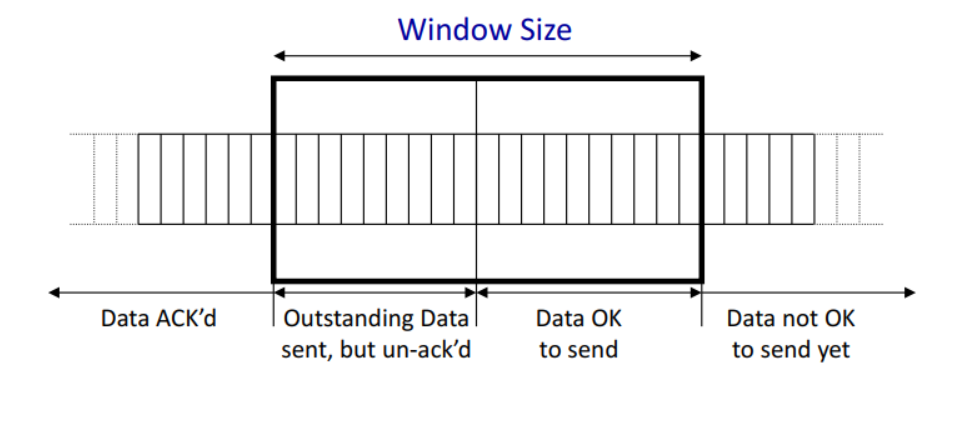 Window Size
Data ACK’d
Outstanding Data
sent, but un-ack’d
Data OK
to send
Data not OK
to send yet